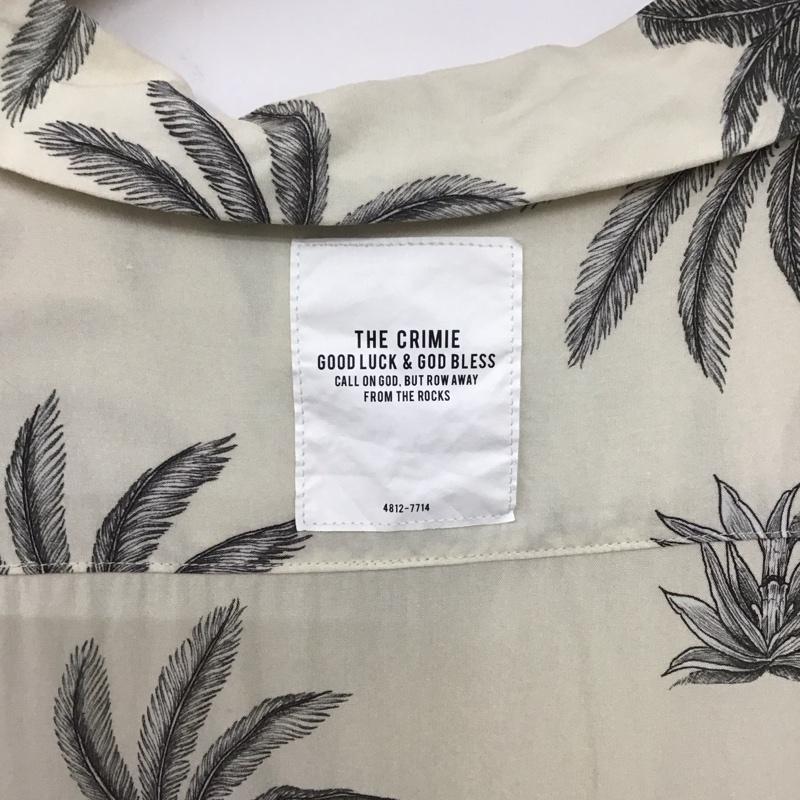 THE CRIMIE
GOOD LUCK & GOD BLESS
CALL ON GOD, BUT ROW AWAY
FROM THE ROCKS
4812-7714